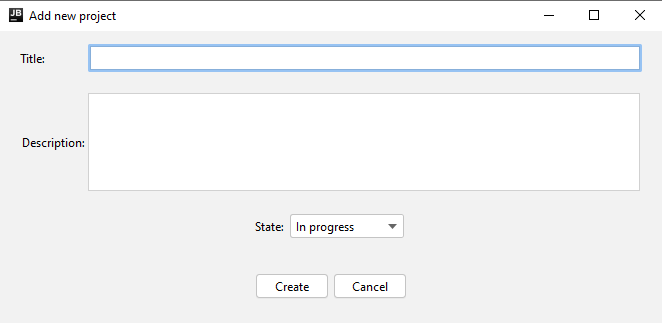 JB Add new project
Title:
Description:
State: In progress
Create Cancel